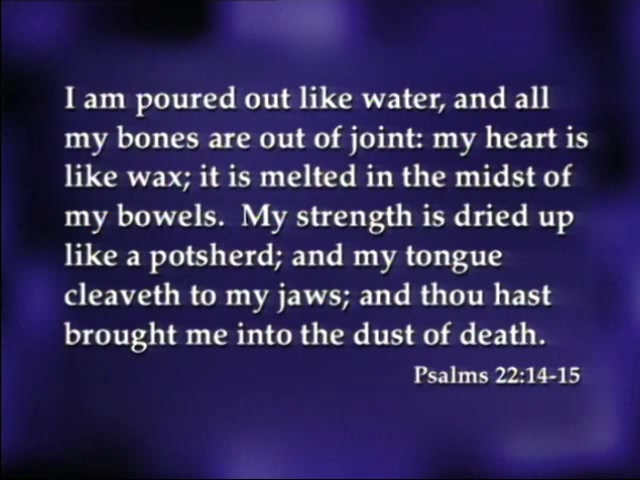 I am poured out like water, and all
my bones are out of joint: my heart is
like wax; it is melted in the midst of
my bowels.  My strength is dried up
like a potsherd; and my tongue
cleaveth to my jaws; and thou hast
brought me into the dust of death.
Psalms 22:14-15